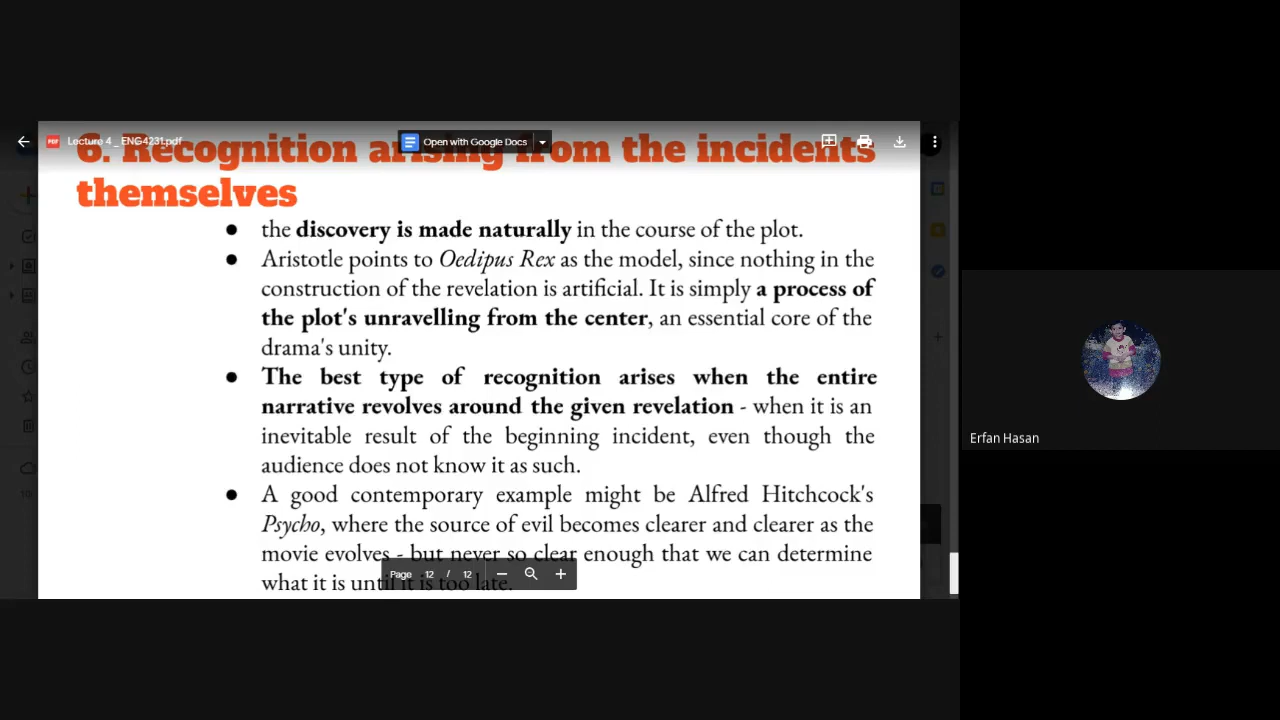 Lecture 4 _ ENG4231.pdf
Open with Google Docs
6. Recognition arising from the incidents
themselves
● the discovery is made naturally in the course of the plot.
● Aristotle points to Oedipus Rex as the model, since nothing in the
construction of the revelation is artificial. It is simply a process of
the plot's unravelling from the center, an essential core of the
drama's unity.
● The best type of recognition arises when the entire
narrative revolves around the given revelation - when it is an
inevitable result of the beginning incident, even though the
audience does not know it as such.
● A good contemporary example might be Alfred Hitchcock's
Psycho, where the source of evil becomes clearer and clearer as the
movie evolves - but never so clear enough that we can determine
what it is until it is too late.
Page 12 / 12
Erfan Hasan